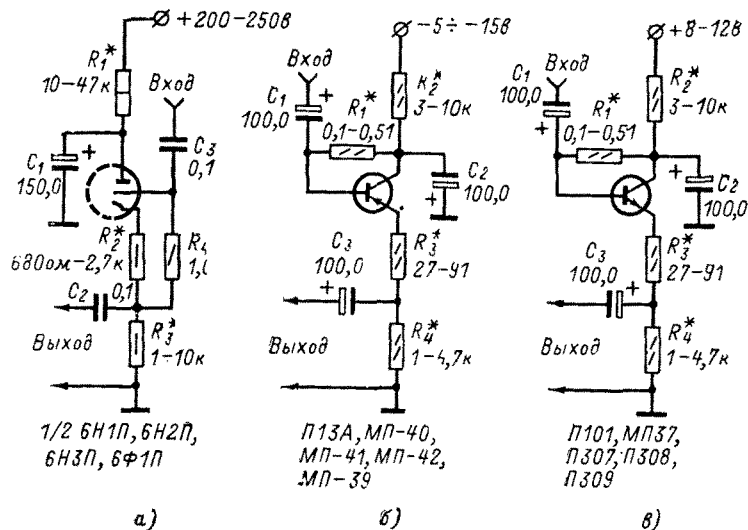 +200-250в
R₁*
10-47к
Вход
C₃
0,1
C₁
150,0
R₂*
680ом-2,7к
1,0
C₂
0,1
Выход
R₃*
1-10к
1/2 6Н1П, 6Н2П,
6Н3П, 6Ф1П
а)
-5÷-15в
Вход
C₁
100,0
R₁*
0,1-0,51
R₂*
3-10к
C₂
100,0
C₃
100,0
R₃*
27-91
Выход
R₄*
1-4,7к
П13А, МП-40,
МП-41, МП-42,
МП-39
б)
+8-12в
Вход
C₁
100,0
R₁*
0,1-0,51
R₂*
3-10к
C₂
100,0
C₃
100,0
R₃*
27-91
Выход
R₄*
1-4,7к
П101, МП37,
П307, П308,
П309
в)